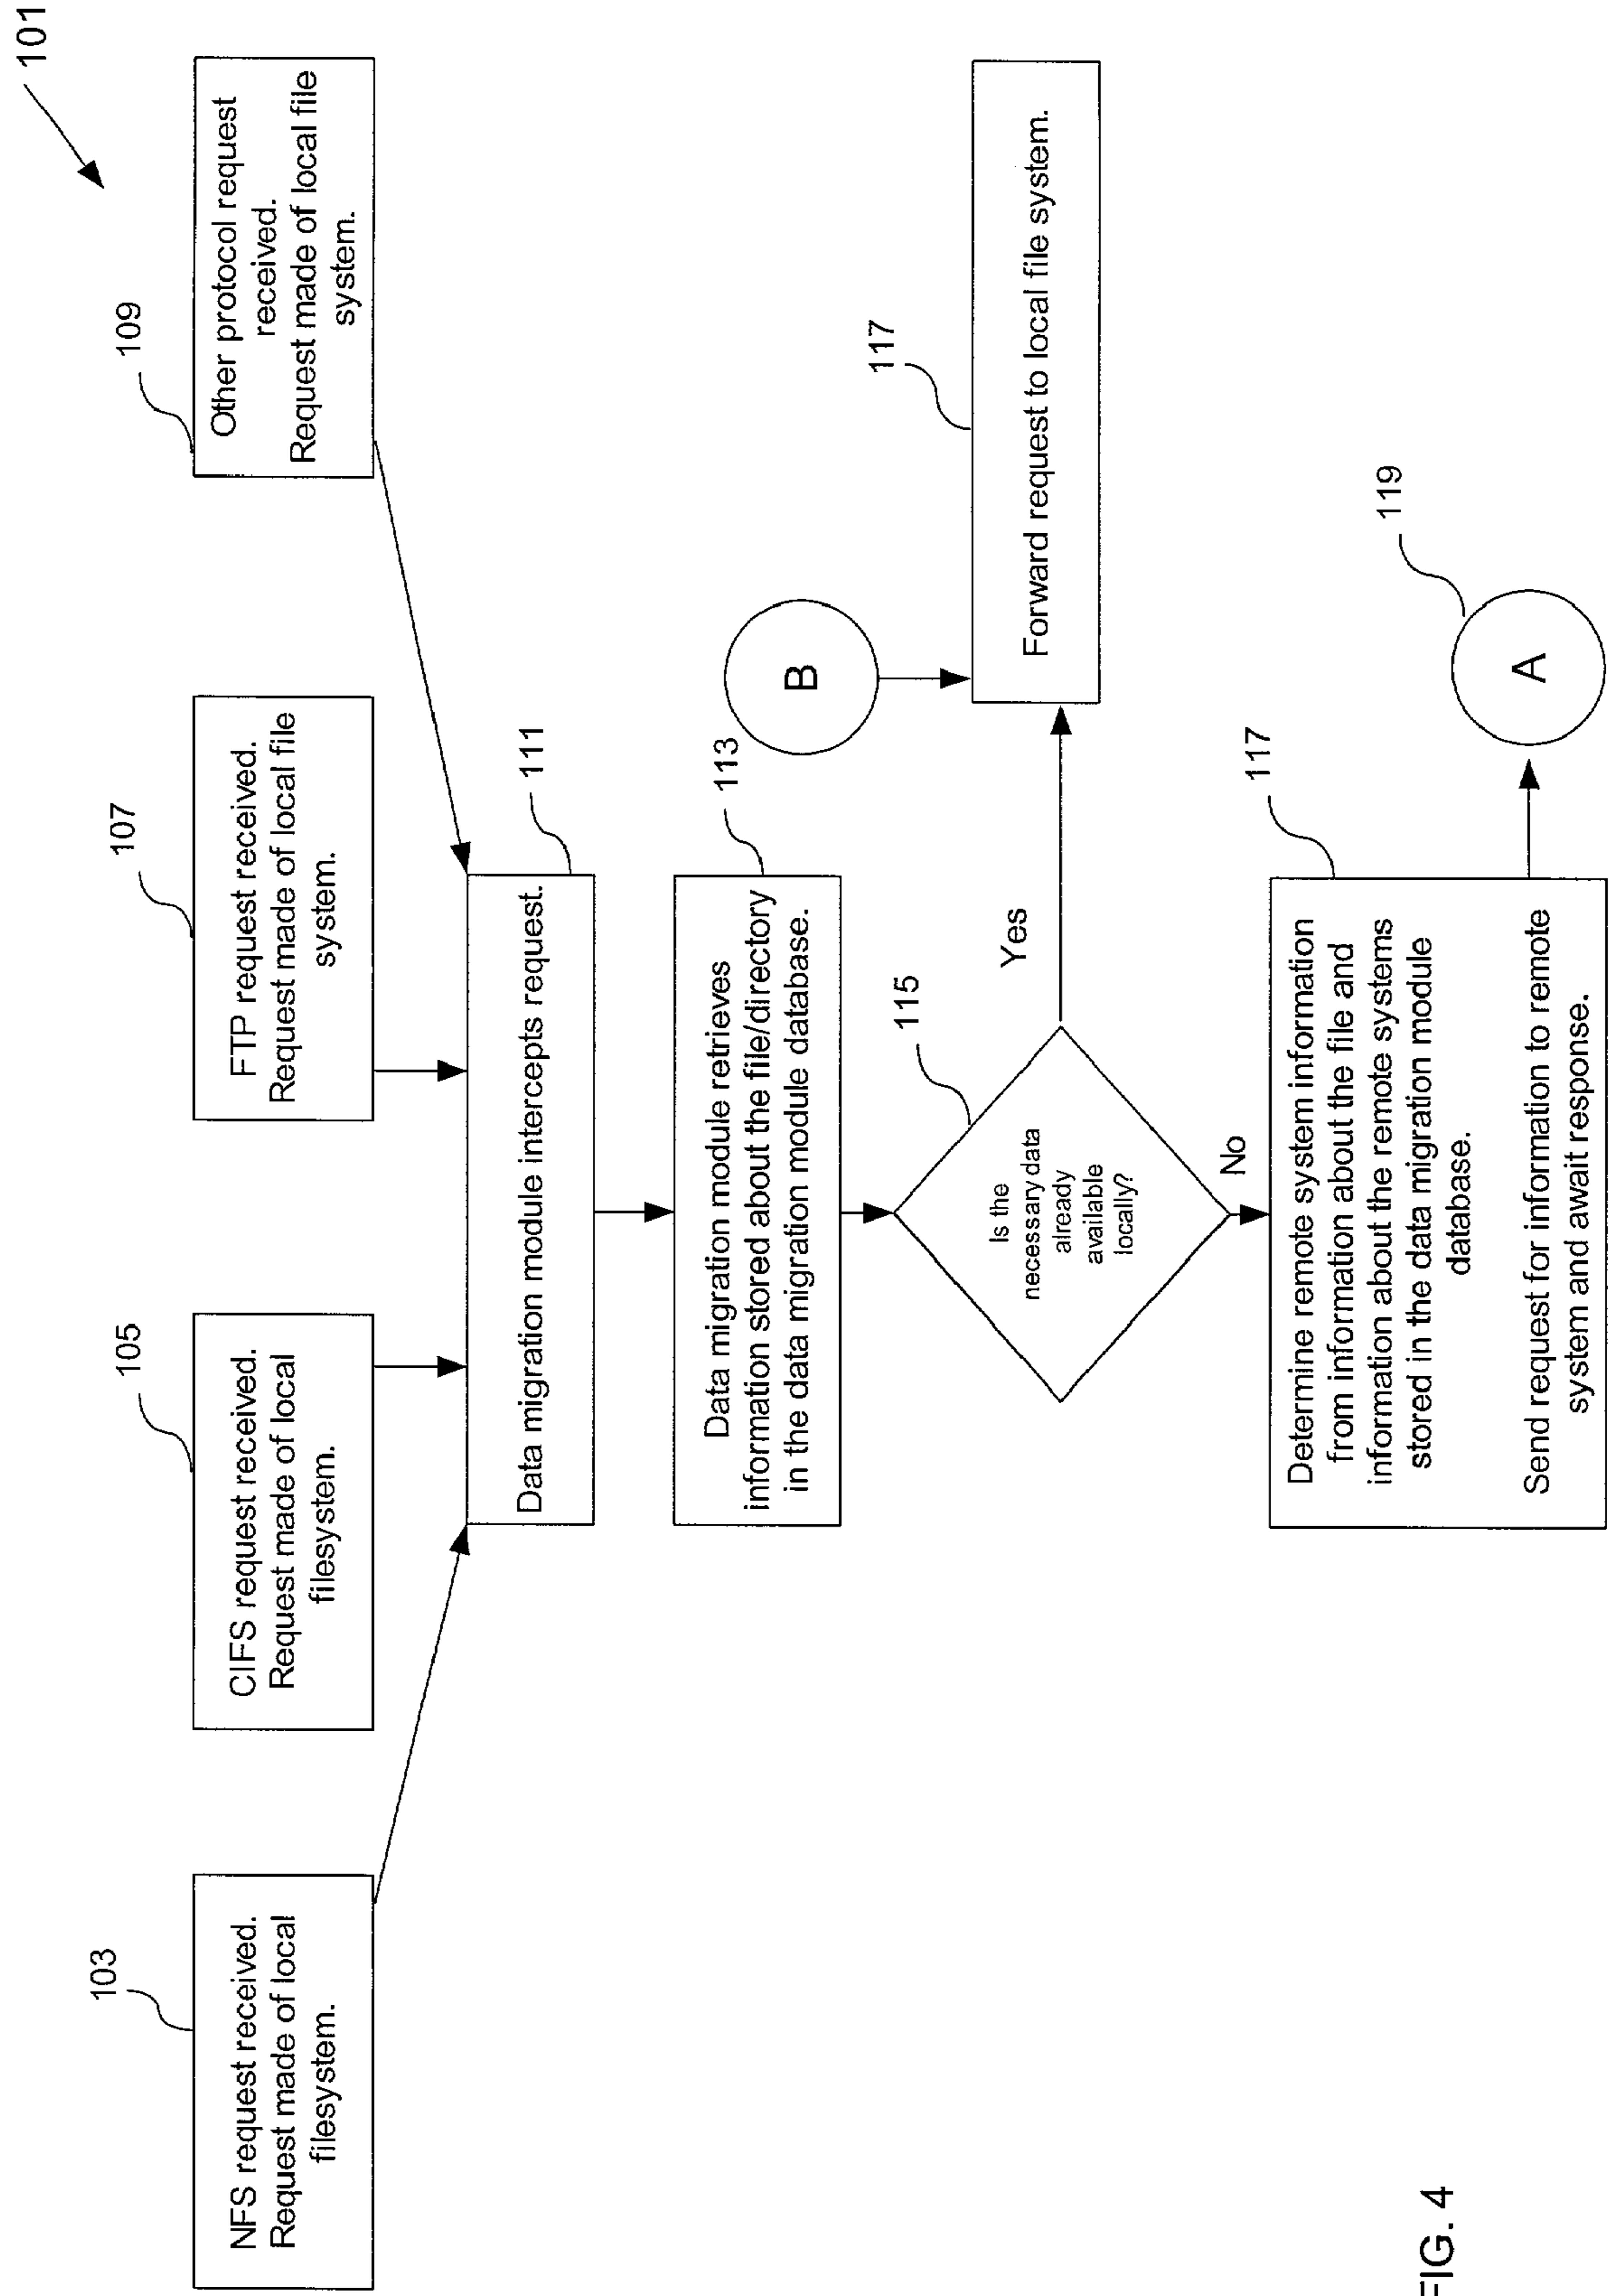 101
103
NFS request received.
Request made of local
filesystem.
105
CIFS request received.
Request made of local
filesystem.
107
FTP request received.
Request made of local file
system.
109
Other protocol request
received.
Request made of local file
system.
Data migration module intercepts request.
111
Data migration module retrieves
information stored about the file/directory
in the data migration module database.
113
B
115
Is the
necessary data
already
available
locally?
Yes
117
Forward request to local file system.
No
117
Determine remote system information
from information about the file and
information about the remote systems
stored in the data migration module
database.
Send request for information to remote
system and await response.
119
A
FIG. 4